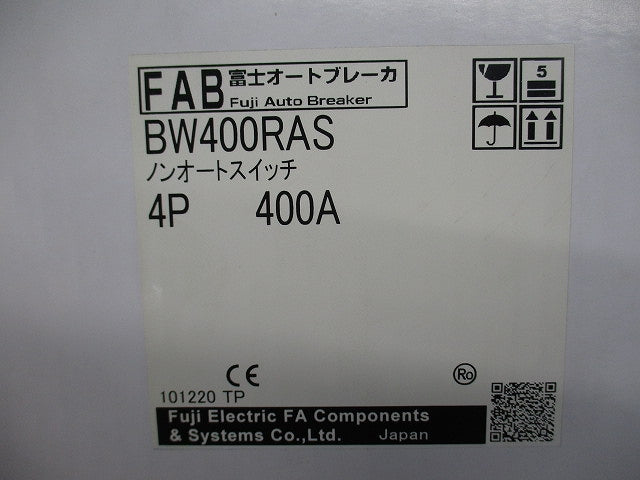 FAB 富士オートブレーカ
Fuji Auto Breaker
5
BW400RAS
ノンオートスイッチ
4P 400A
CE
Ro
101220 TP
Fuji Electric FA Components
& Systems Co.,Ltd. Japan